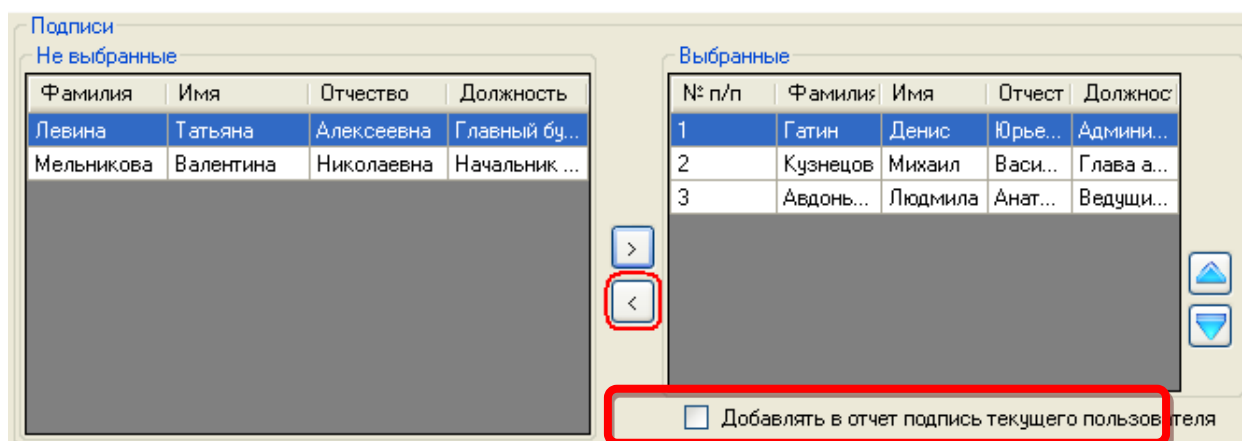 Подписи
Не выбранные
Фамилия Имя Отчество Должность
Левина Татьяна Алексеевна Главный бу...
Мельникова Валентина Николаевна Начальник ...
>
<
Выбранные
№ п/п Фамилия Имя Отчест Должнос
1 Гатин Денис Юрье... Админи...
2 Кузнецов Михаил Васи... Глава а...
3 Авдонь... Людмила Анат... Ведущи...
Добавлять в отчет подпись текущего пользователя